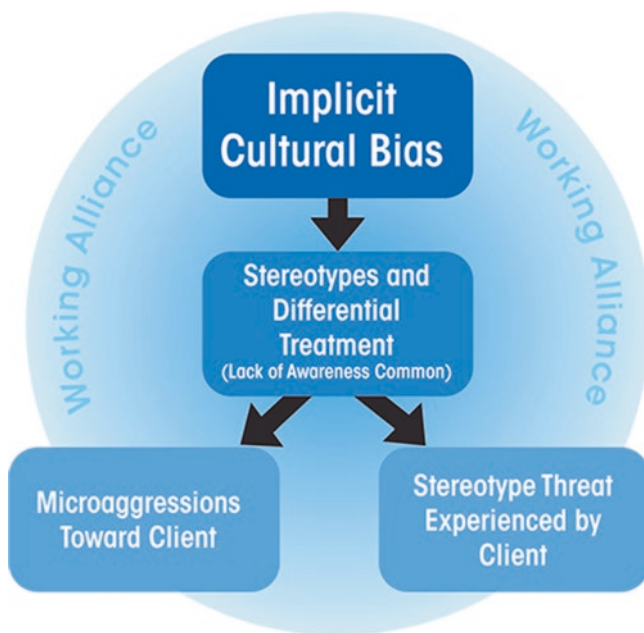 Implicit
Cultural Bias
Working Alliance
Working Alliance
Stereotypes and
Differential
Treatment
(Lack of Awareness Common)
Microaggressions
Toward Client
Stereotype Threat
Experienced by
Client